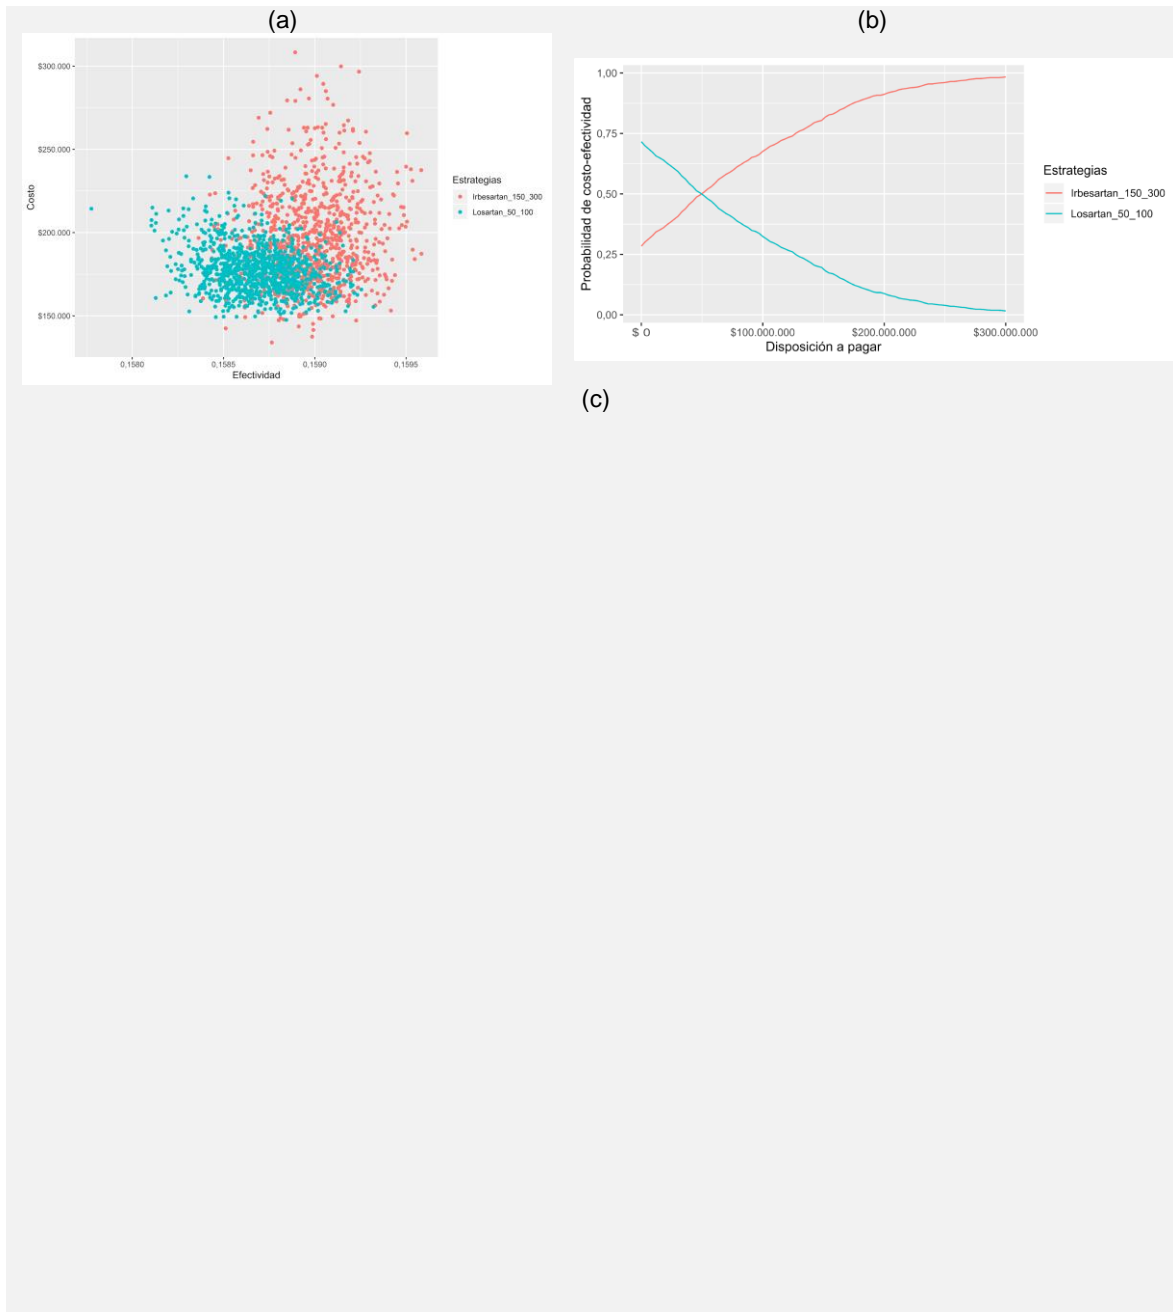 (a)
$300.000
$250.000
$200.000
$150.000
Costo
0,1580 0,1585 0,1590 0,1595
Efectividad
Estrategias
Irbesartan_150_300
Losartan_50_100
(b)
1,00
0,75
0,50
0,25
0,00
Probabilidad de costo-efectividad
$ 0 $100.000.000 $200.000.000 $300.000.000
Disposición a pagar
Estrategias
Irbesartan_150_300
Losartan_50_100
(c)